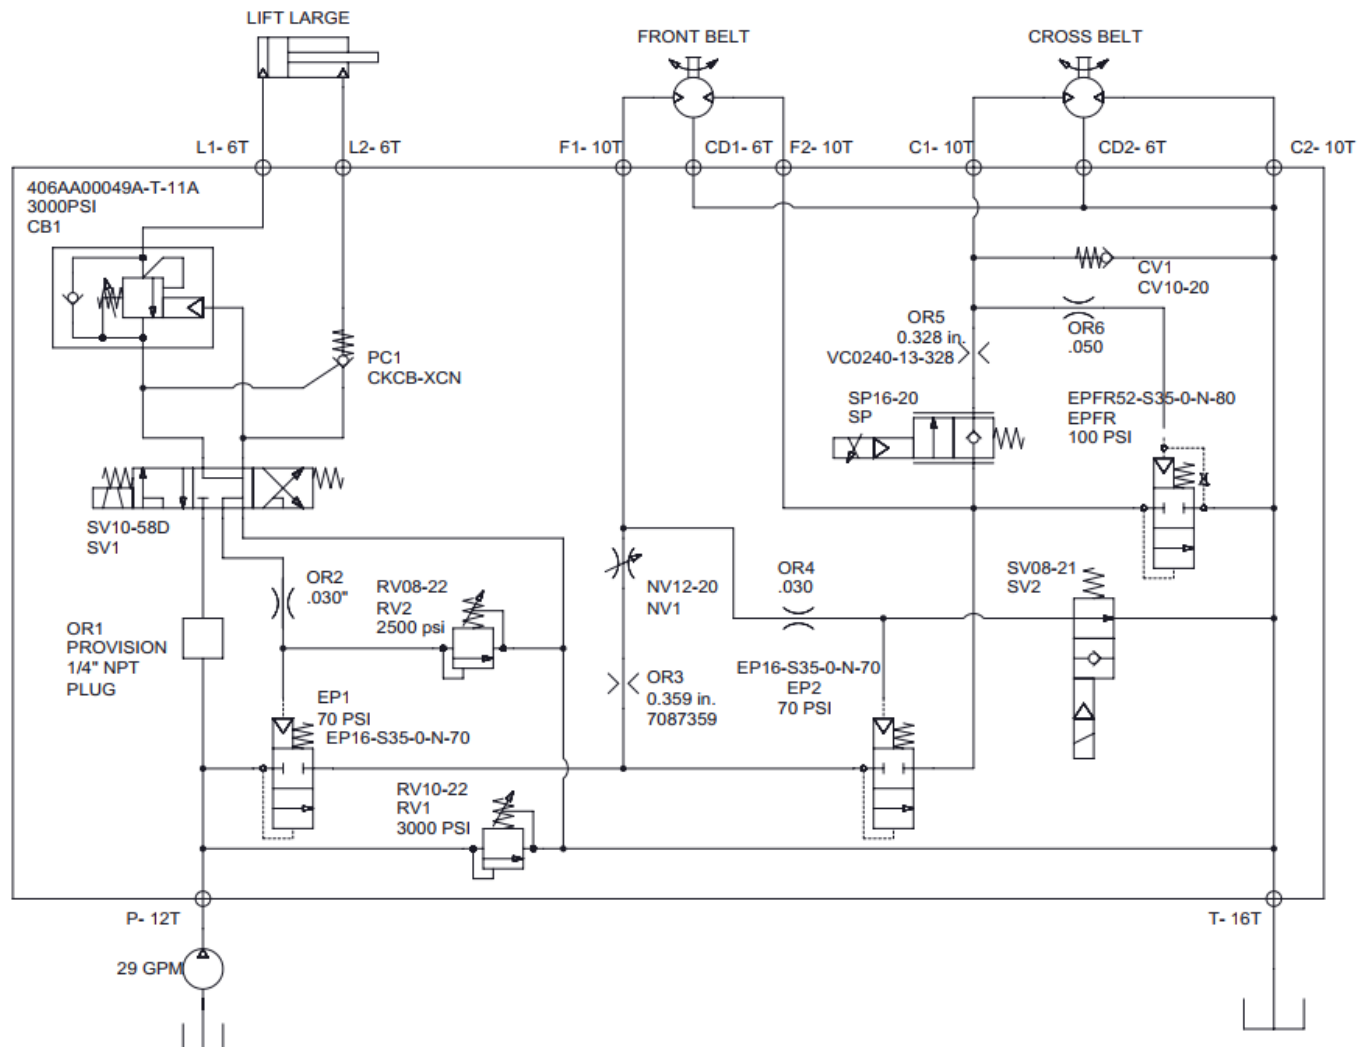 LIFT LARGE
FRONT BELT
CROSS BELT
L1- 6T
L2- 6T
F1- 10T
CD1- 6T
F2- 10T
C1- 10T
CD2- 6T
C2- 10T
406AA00049A-T-11A
3000PSI
CB1
CV1
CV10-20
OR5
0.328 in.
VC0240-13-328
OR6
.050
PC1
CKCB-XCN
SP16-20
SP
EPFR52-S35-0-N-80
EPFR
100 PSI
SV10-58D
SV1
OR2
.030"
RV08-22
RV2
2500 psi
NV12-20
NV1
OR4
.030
SV08-21
SV2
OR1
PROVISION
1/4" NPT
PLUG
OR3
0.359 in.
7087359
EP16-S35-0-N-70
EP2
70 PSI
EP1
70 PSI
EP16-S35-0-N-70
RV10-22
RV1
3000 PSI
P- 12T
T- 16T
29 GPM